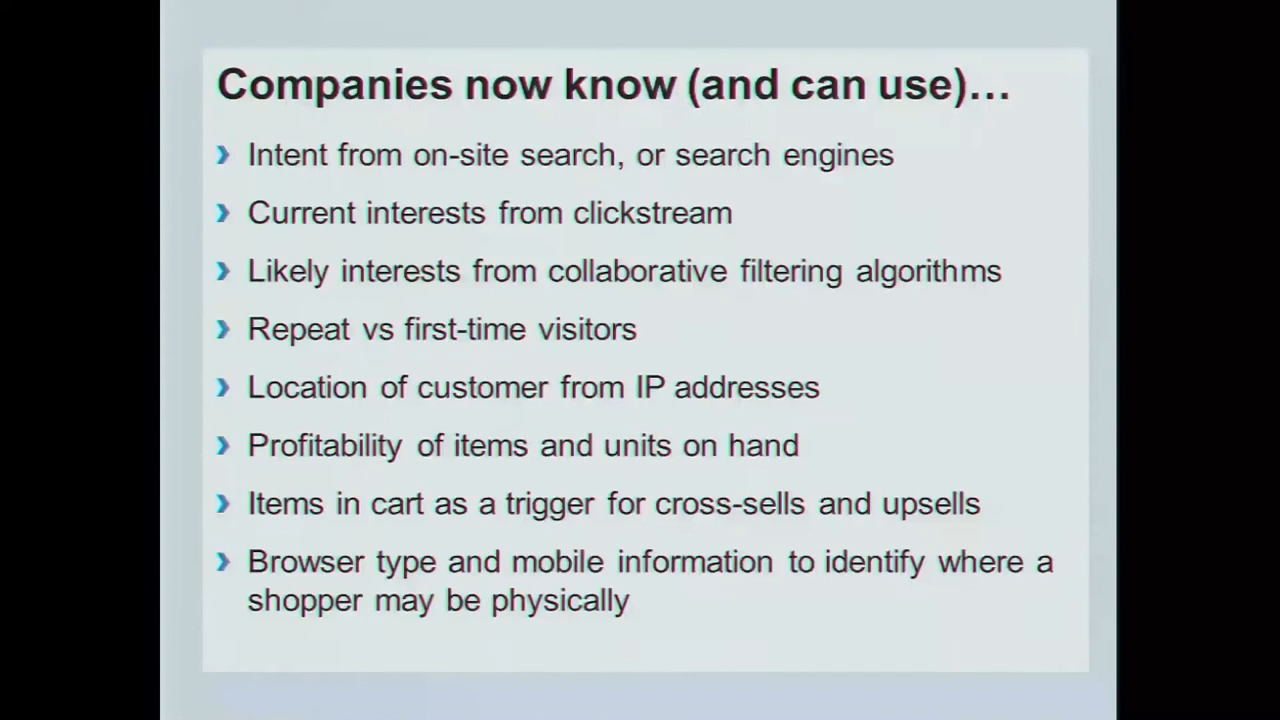 Companies now know (and can use)…
› Intent from on-site search, or search engines
› Current interests from clickstream
› Likely interests from collaborative filtering algorithms
› Repeat vs first-time visitors
› Location of customer from IP addresses
› Profitability of items and units on hand
› Items in cart as a trigger for cross-sells and upsells
› Browser type and mobile information to identify where a
shopper may be physically